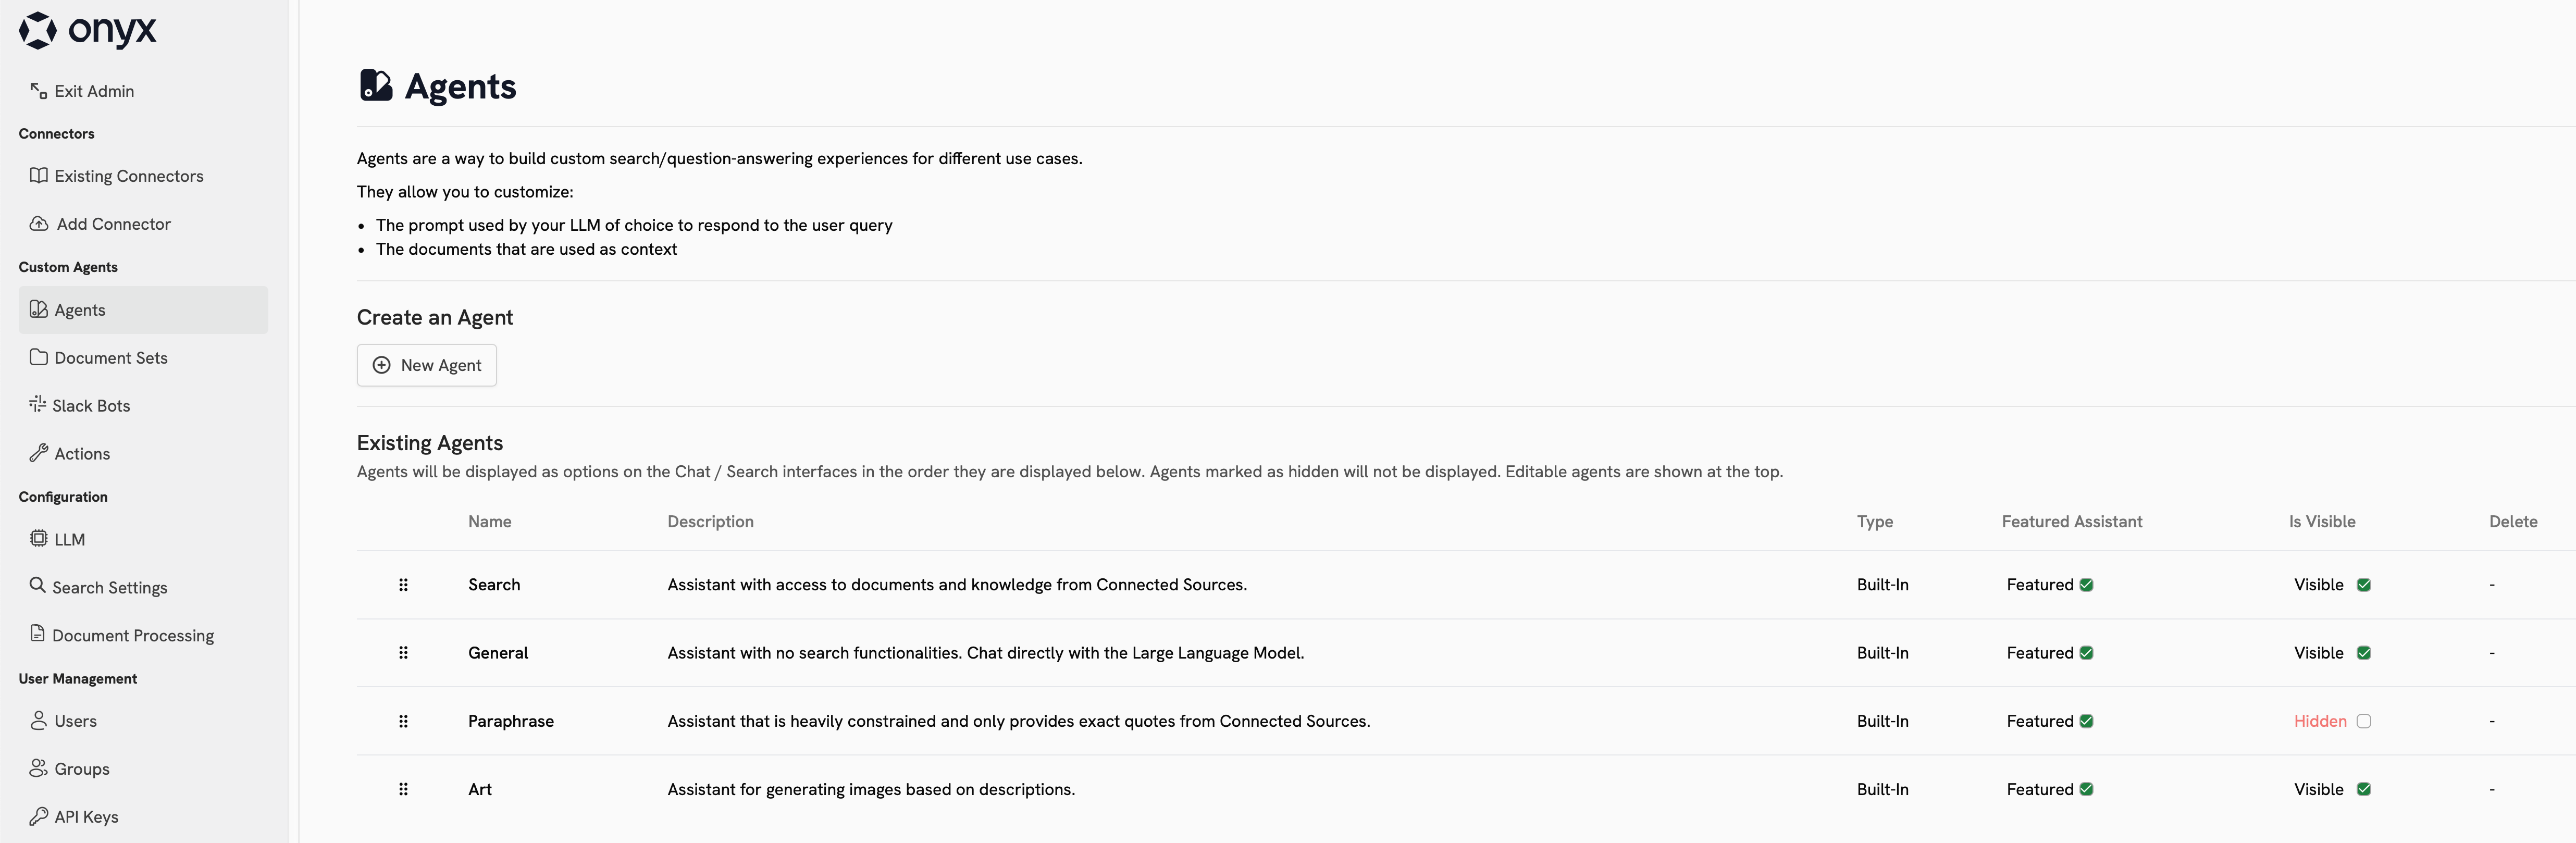 onyx
Exit Admin
Connectors
Existing Connectors
Add Connector
Custom Agents
Agents
Document Sets
Slack Bots
Actions
Configuration
LLM
Search Settings
Document Processing
User Management
Users
Groups
API Keys
Agents
Agents are a way to build custom search/question-answering experiences for different use cases.
They allow you to customize:
• The prompt used by your LLM of choice to respond to the user query
• The documents that are used as context
Create an Agent
New Agent
Existing Agents
Agents will be displayed as options on the Chat / Search interfaces in the order they are displayed below. Agents marked as hidden will not be displayed. Editable agents are shown at the top.
Name Description Type Featured Assistant Is Visible Delete
Search Assistant with access to documents and knowledge from Connected Sources. Built-In Featured Visible -
General Assistant with no search functionalities. Chat directly with the Large Language Model. Built-In Featured Visible -
Paraphrase Assistant that is heavily constrained and only provides exact quotes from Connected Sources. Built-In Featured Hidden -
Art Assistant for generating images based on descriptions. Built-In Featured Visible -